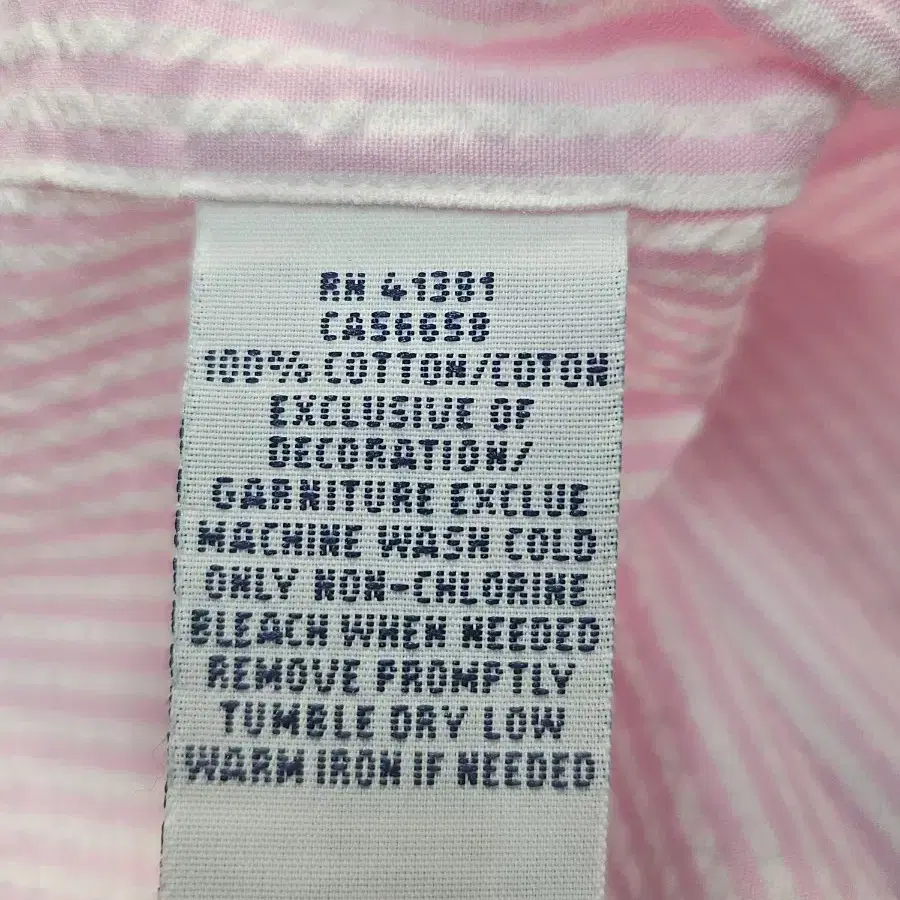 RN 41381
CA56658
100% COTTON/COTON
EXCLUSIVE OF
DECORATION/
GARNITURE EXCLUE
MACHINE WASH COLD
ONLY NON-CHLORINE
BLEACH WHEN NEEDED
REMOVE PROMPTLY
TUMBLE DRY LOW
WARM IRON IF NEEDED